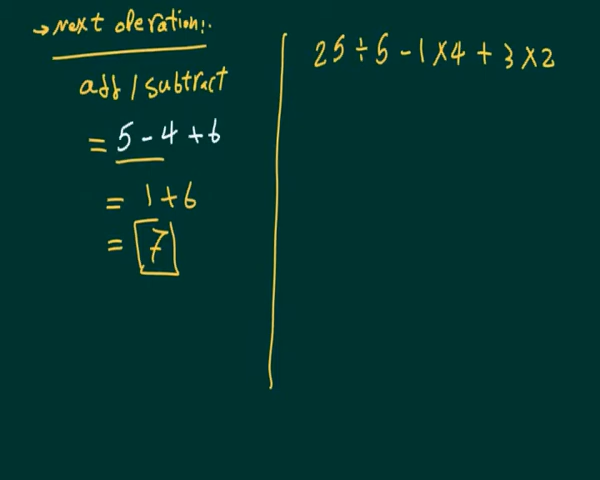 → Next operation:.
add / subtract
= 5 - 4 + 6
= 1 + 6
= 7
25 ÷ 5 - 1 × 4 + 3 × 2